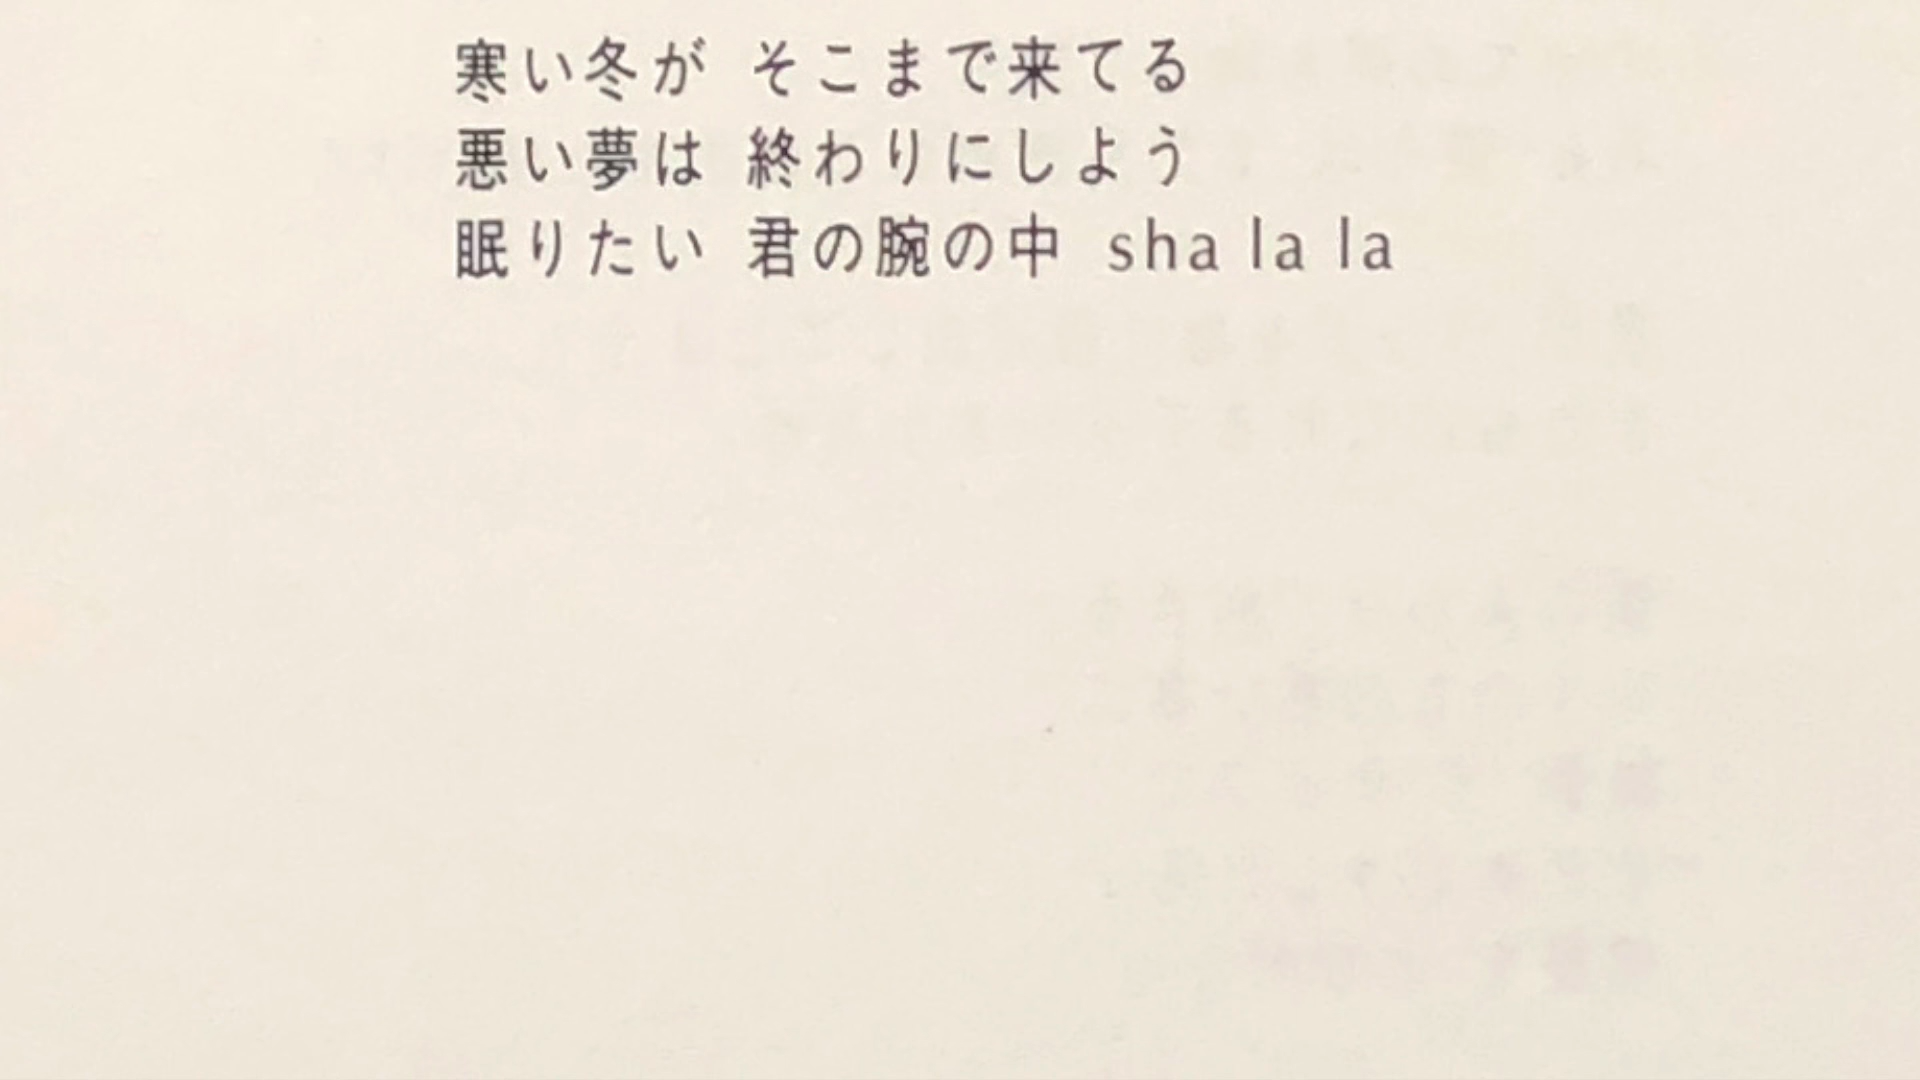 寒い冬が そこまで来てる
悪い夢は 終わりにしよう
眠りたい 君の腕の中 sha la la